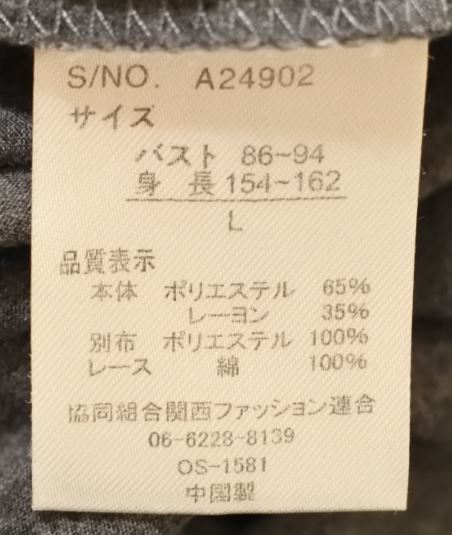 S/NO. A24902
サイズ
バスト 86~94
身長 154~162
L
品質表示
本体 ポリエステル 65%
レーヨン 35%
別布 ポリエステル 100%
レース 綿 100%
協同組合関西ファッション連合
06-6228-8139
OS-1581
中国製